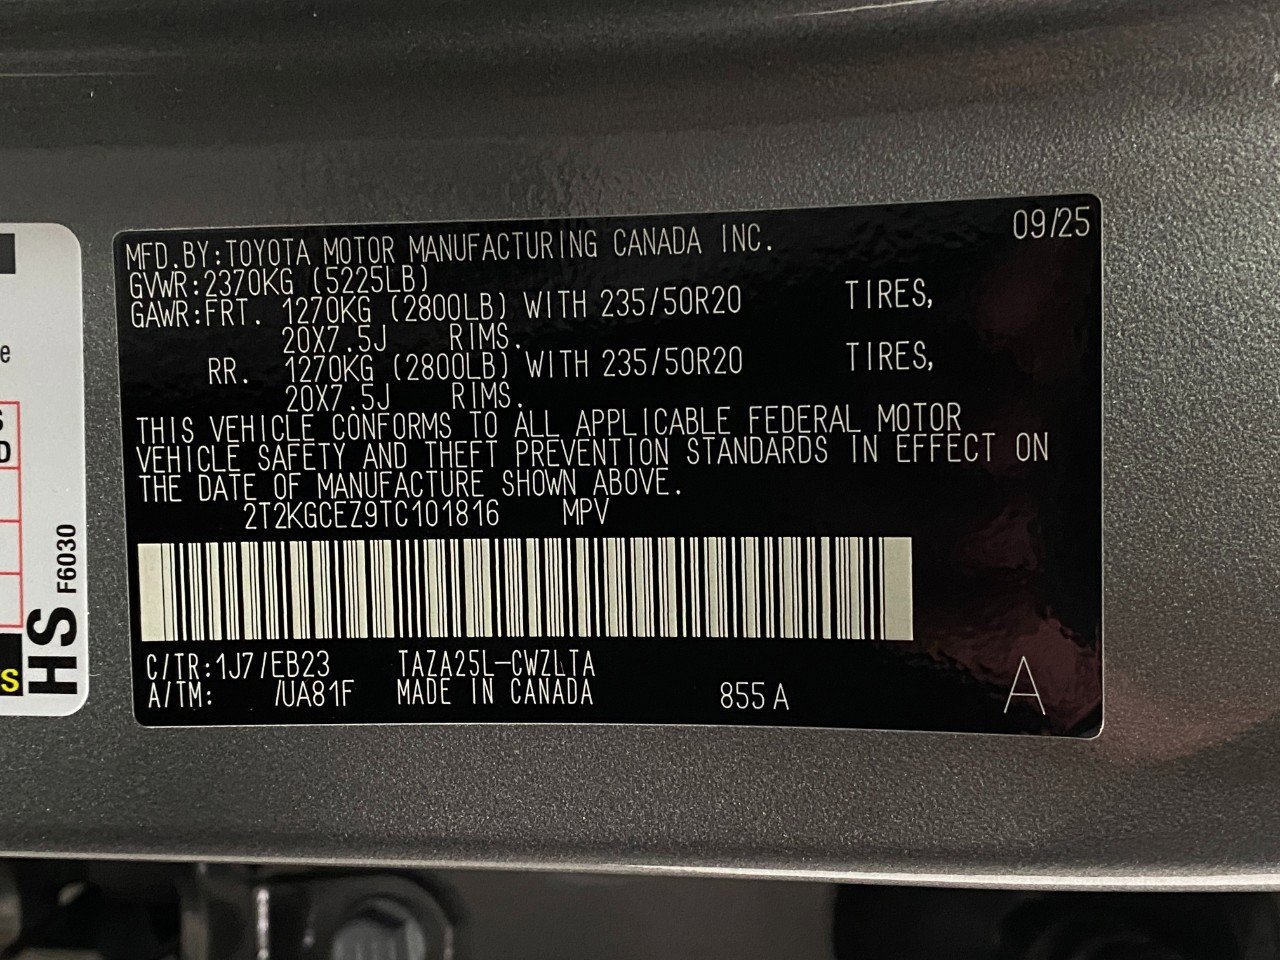 MFD.BY:TOYOTA MOTOR MANUFACTURING CANADA INC. 09/25
GVWR:2370KG (5225LB)
GAWR:FRT. 1270KG (2800LB) WITH 235/50R20 TIRES,
20X7.5J RIMS.
RR. 1270KG (2800LB) WITH 235/50R20 TIRES,
20X7.5J RIMS.
THIS VEHICLE CONFORMS TO ALL APPLICABLE FEDERAL MOTOR
VEHICLE SAFETY AND THEFT PREVENTION STANDARDS IN EFFECT ON
THE DATE OF MANUFACTURE SHOWN ABOVE.
2T2KGCEZ9TC101816 MPV
C/TR:1J7/EB23 TAZA25L-CWZLTA
A/TM: /UA81F MADE IN CANADA 855A A
HS F6030
e
S
D
S